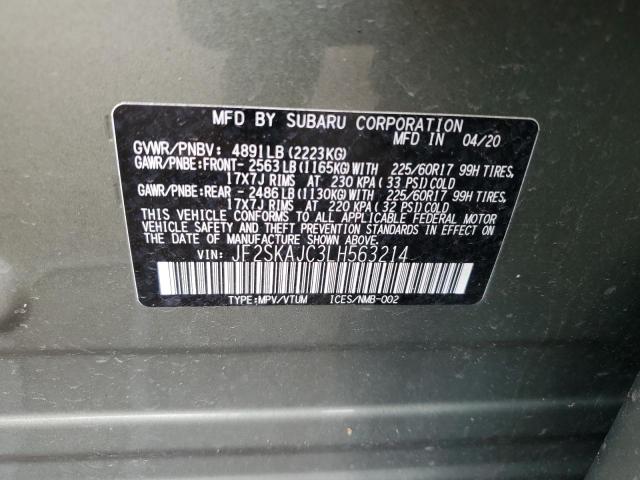 MFD BY SUBARU CORPORATION
MFD IN 04/20
GVWR/PNBV: 4891LB (2223KG)
GAWR/PNBE:FRONT- 2563LB (1165KG)WITH 225/60R17 99H TIRES,
17X7J RIMS AT 230 KPA (33 PSI)COLD
GAWR/PNBE:REAR - 2486LB (1130KG)WITH 225/60R17 99H TIRES,
17X7J RIMS AT 220 KPA (32 PSI)COLD
THIS VEHICLE CONFORMS TO ALL APPLICABLE FEDERAL MOTOR
VEHICLE SAFETY AND THEFT PREVENTION STANDARDS
IN EFFECT ON THE DATE OF MANUFACTURE SHOWN ABOVE.
VIN: JF2SKAJC3LH563214
TYPE:MPV/VTUM ICES/NMB-002